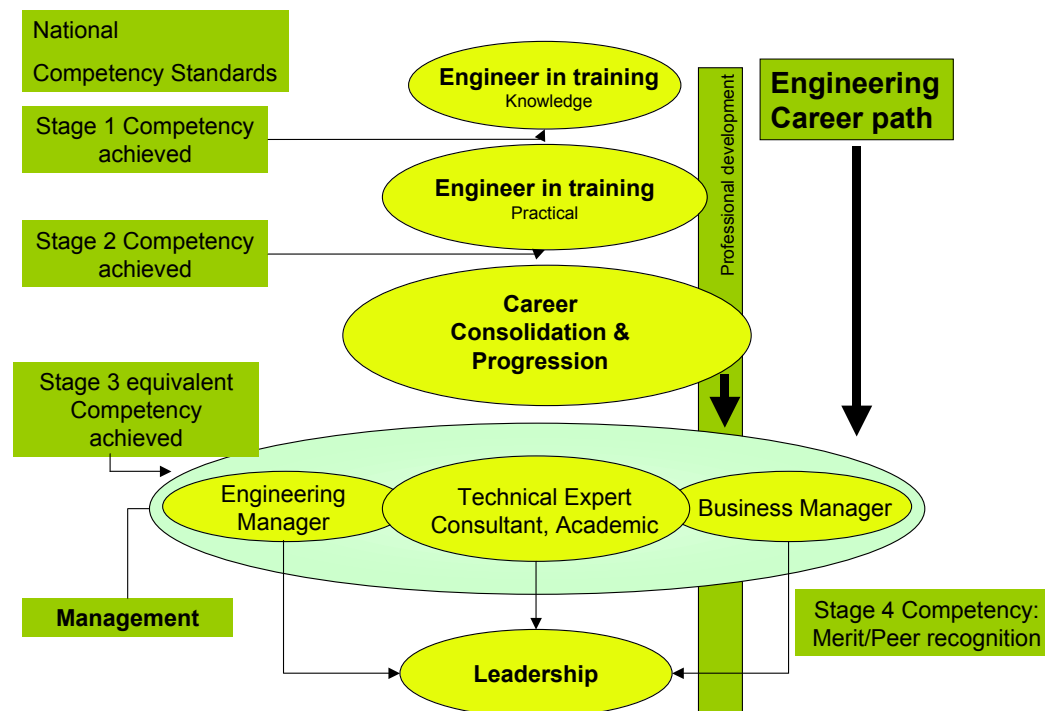 National
Competency Standards
Engineer in training
Knowledge
Professional development
Engineering
Career path
Stage 1 Competency
achieved
Engineer in training
Practical
Stage 2 Competency
achieved
Career
Consolidation &
Progression
Stage 3 equivalent
Competency
achieved
Engineering
Manager
Technical Expert
Consultant, Academic
Business Manager
Management
Stage 4 Competency:
Merit/Peer recognition
Leadership